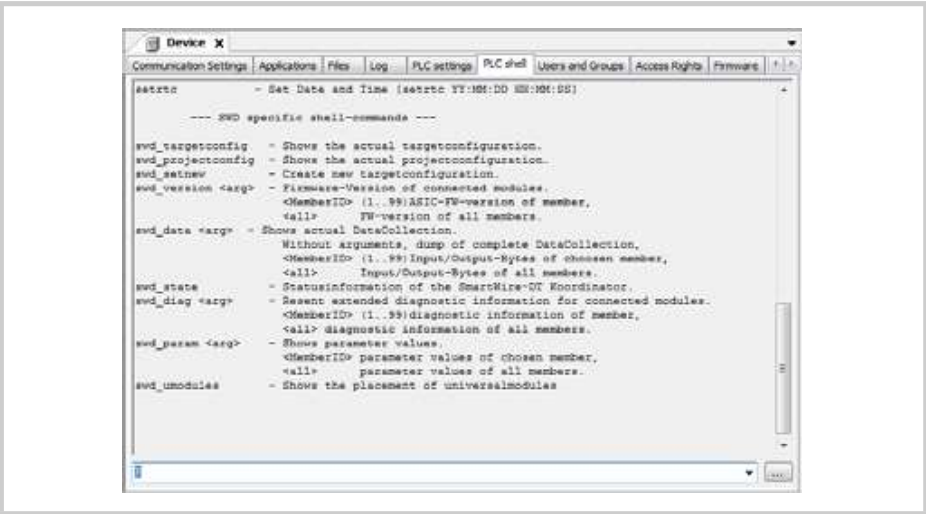 Device X
Communication Settings Applications Files Log PLC settings PLC shell Users and Groups Access Rights Firmware
setrtc - Set Date and Time [setrtc YY:MM:DD HH:MM:SS]
--- SWD specific shell-commands ---
swd_targetconfig - Shows the actual targetconfiguration.
swd_projectconfig - Shows the actual projectconfiguration.
swd_setnew - Create new targetconfiguration.
swd_version <arg> - Firmware-Version of connected modules.
<MemberID> (1..99)ASIC-FW-version of member,
<all> FW-version of all members.
swd_data <arg> - Shows actual DataCollection.
Without arguments, dump of complete DataCollection,
<MemberID> (1..99)Input/Output-Bytes of choosen member,
<all> Input/Output-Bytes of all members.
swd_state - Statusinformation of the SmartWire-DT Koordinator.
swd_diag <arg> - Resent extended diagnostic information for connected modules.
<MemberID> (1..99)diagnostic information of member,
<all> diagnostic information of all members.
swd_param <arg> - Shows parameter values.
<MemberID> parameter values of chosen member,
<all> parameter values of all members.
swd_umodules - Shows the placement of universalmodules
...